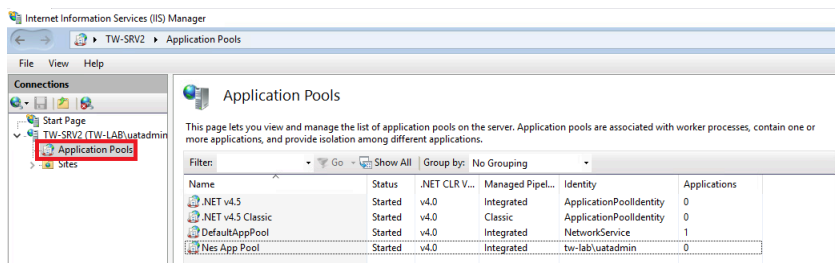 Internet Information Services (IIS) Manager
TW-SRV2 Application Pools
File View Help
Connections
Start Page
TW-SRV2 (TW-LAB\uatadmin
Application Pools
Sites
Application Pools
This page lets you view and manage the list of application pools on the server. Application pools are associated with worker processes, contain one or
more applications, and provide isolation among different applications.
Filter: Go Show All Group by: No Grouping
Name Status .NET CLR V... Managed Pipel... Identity Applications
.NET v4.5 Started v4.0 Integrated ApplicationPoolIdentity 0
.NET v4.5 Classic Started v4.0 Classic ApplicationPoolIdentity 0
DefaultAppPool Started v4.0 Integrated NetworkService 1
Nes App Pool Started v4.0 Integrated tw-lab\uatadmin 0